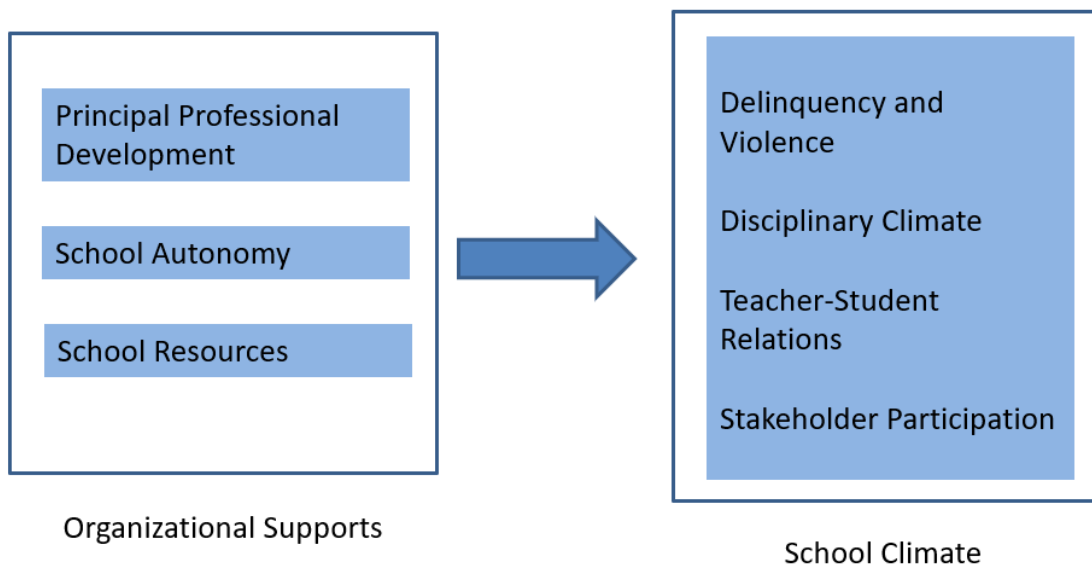 Principal Professional
Development
School Autonomy
School Resources
Organizational Supports
Delinquency and
Violence
Disciplinary Climate
Teacher-Student
Relations
Stakeholder Participation
School Climate